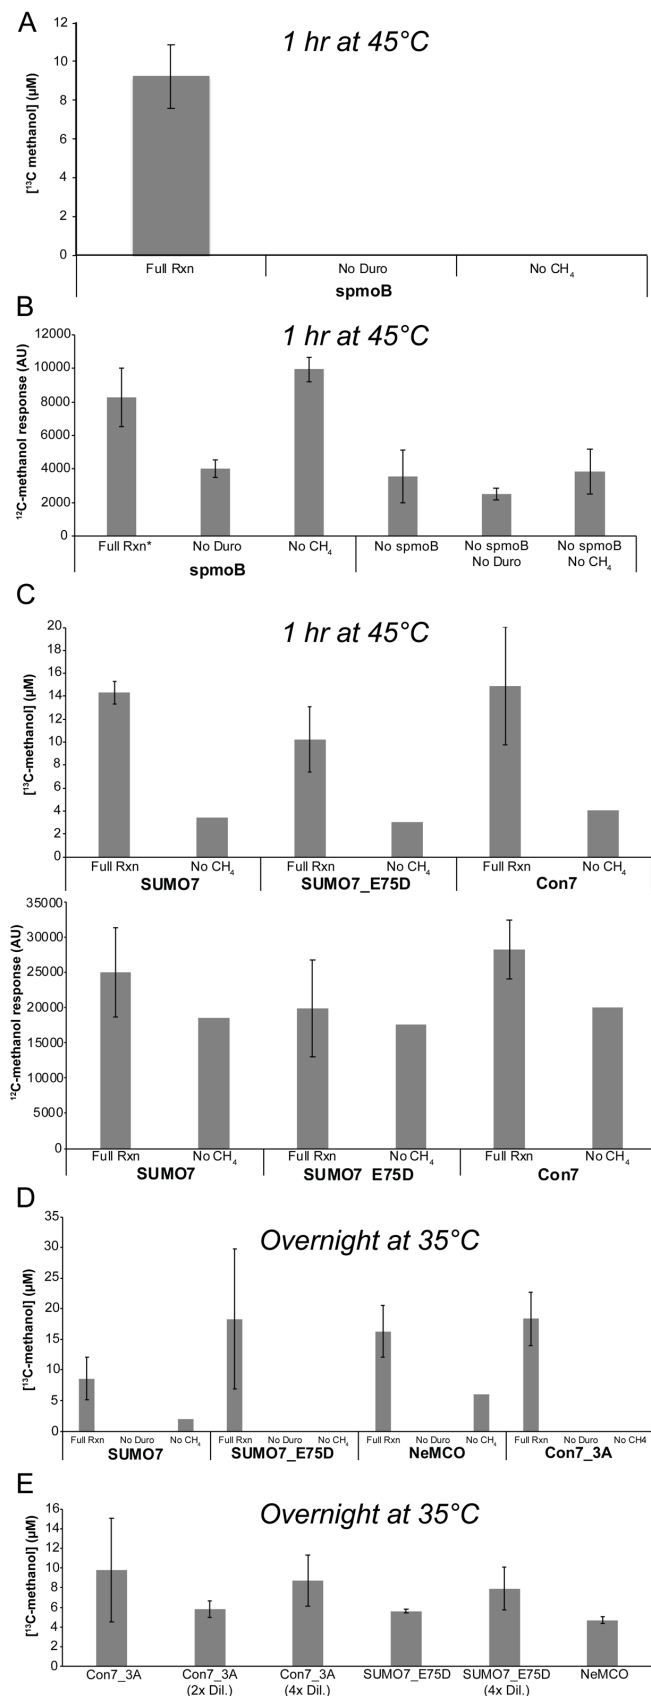 A
1 hr at 45°C
[¹³C methanol] (µM)
12
10
8
6
4
2
0
Full Rxn No Duro No CH₄
spmoB
B
1 hr at 45°C
¹²C-methanol response (AU)
12000
10000
8000
6000
4000
2000
0
Full Rxn* No Duro No CH₄ No spmoB No spmoB No spmoB
No Duro No CH₄
spmoB
C
1 hr at 45°C
[¹³C-methanol] (µM)
20
18
16
14
12
10
8
6
4
2
0
Full Rxn No CH₄ Full Rxn No CH₄ Full Rxn No CH₄
SUMO7 SUMO7_E75D Con7
¹²C-methanol response (AU)
35000
30000
25000
20000
15000
10000
5000
0
Full Rxn No CH₄ Full Rxn No CH₄ Full Rxn No CH₄
SUMO7 SUMO7 E75D Con7
D
Overnight at 35°C
[¹³C-methanol] (µM)
35
30
25
20
15
10
5
0
Full Rxn No Duro No CH₄ Full Rxn No Duro No CH₄ Full Rxn No Duro No CH₄ Full Rxn No Duro No CH4
SUMO7 SUMO7_E75D NeMCO Con7_3A
E
Overnight at 35°C
[¹³C-methanol] (µM)
16
14
12
10
8
6
4
2
0
Con7_3A Con7_3A Con7_3A SUMO7_E75D SUMO7_E75D NeMCO
(2x Dil.) (4x Dil.) (4x Dil.)